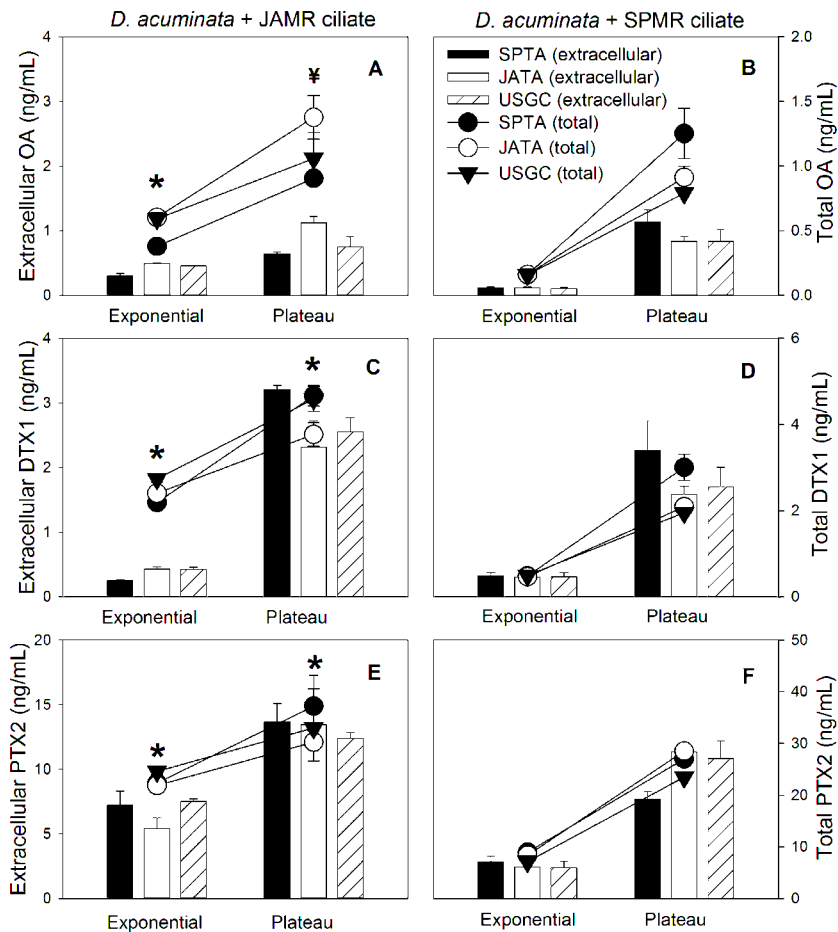 D. acuminata + JAMR ciliate
D. acuminata + SPMR ciliate
Extracellular OA (ng/mL)
4
3
2
1
0
A
*
¥
Exponential
Plateau
B
SPTA (extracellular)
JATA (extracellular)
USGC (extracellular)
SPTA (total)
JATA (total)
USGC (total)
2.0
1.5
1.0
0.5
0.0
Total OA (ng/mL)
Exponential
Plateau
Extracellular DTX1 (ng/mL)
4
3
2
1
0
C
*
*
Exponential
Plateau
D
6
4
2
0
Total DTX1 (ng/mL)
Exponential
Plateau
Extracellular PTX2 (ng/mL)
20
15
10
5
0
E
*
*
Exponential
Plateau
F
50
40
30
20
10
0
Total PTX2 (ng/mL)
Exponential
Plateau